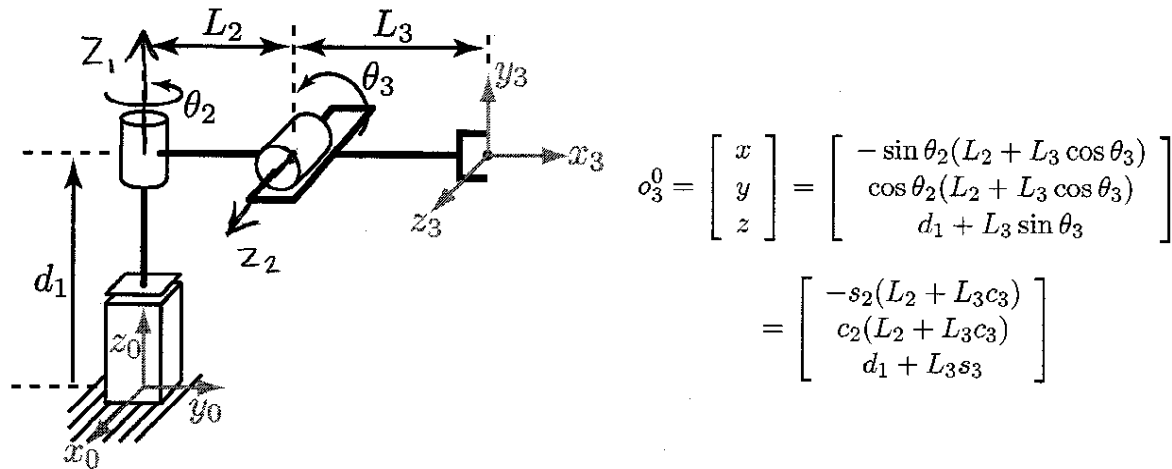 L₂ L₃
Z₁
θ₂
θ₃
y₃
x₃
z₃
Z₂
d₁
z₀
y₀
x₀
o₃⁰ = [ x y z ] = [ − sin θ₂(L₂ + L₃ cos θ₃)
cos θ₂(L₂ + L₃ cos θ₃)
d₁ + L₃ sin θ₃ ]
= [ −s₂(L₂ + L₃c₃)
c₂(L₂ + L₃c₃)
d₁ + L₃s₃ ]